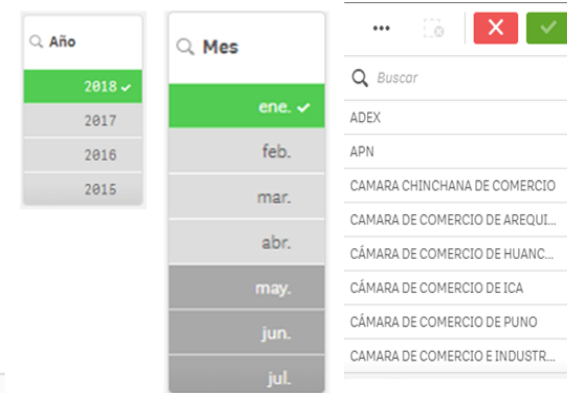 Año
2018
2017
2016
2015
Mes
ene.
feb.
mar.
abr.
may.
jun.
jul.
Buscar
ADEX
APN
CAMARA CHINCHANA DE COMERCIO
CAMARA DE COMERCIO DE AREQUI...
CÁMARA DE COMERCIO DE HUANC...
CÁMARA DE COMERCIO DE ICA
CÁMARA DE COMERCIO DE PUNO
CAMARA DE COMERCIO E INDUSTR...